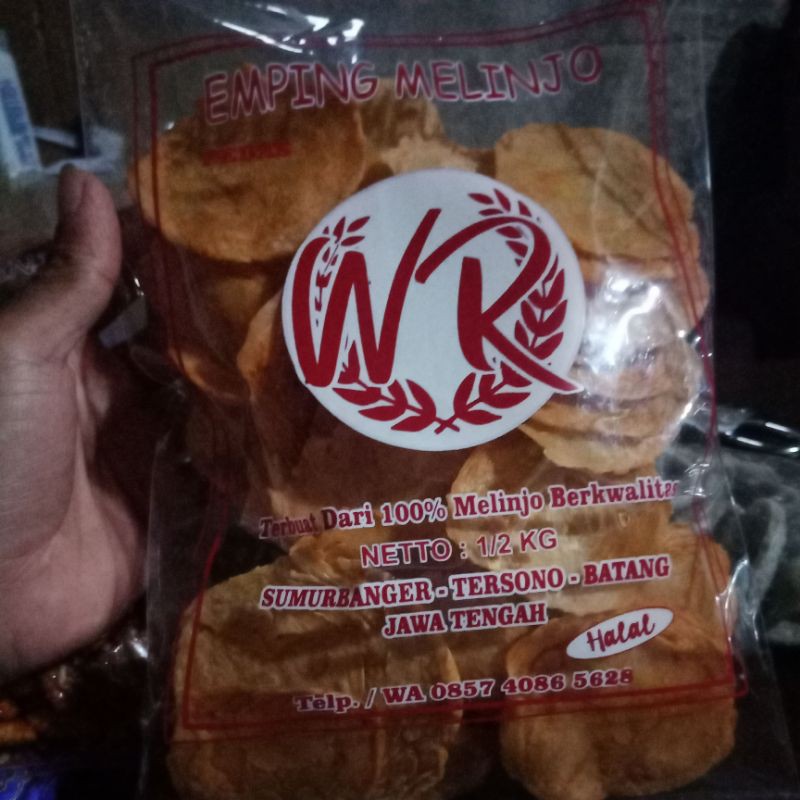 EMPING MELINJO
WR
Terbuat Dari 100% Melinjo Berkwalitas
NETTO : 1/2 KG
SUMURBANGER - TERSONO - BATANG
JAWA TENGAH
Halal
Telp. / WA 0857 4086 5628